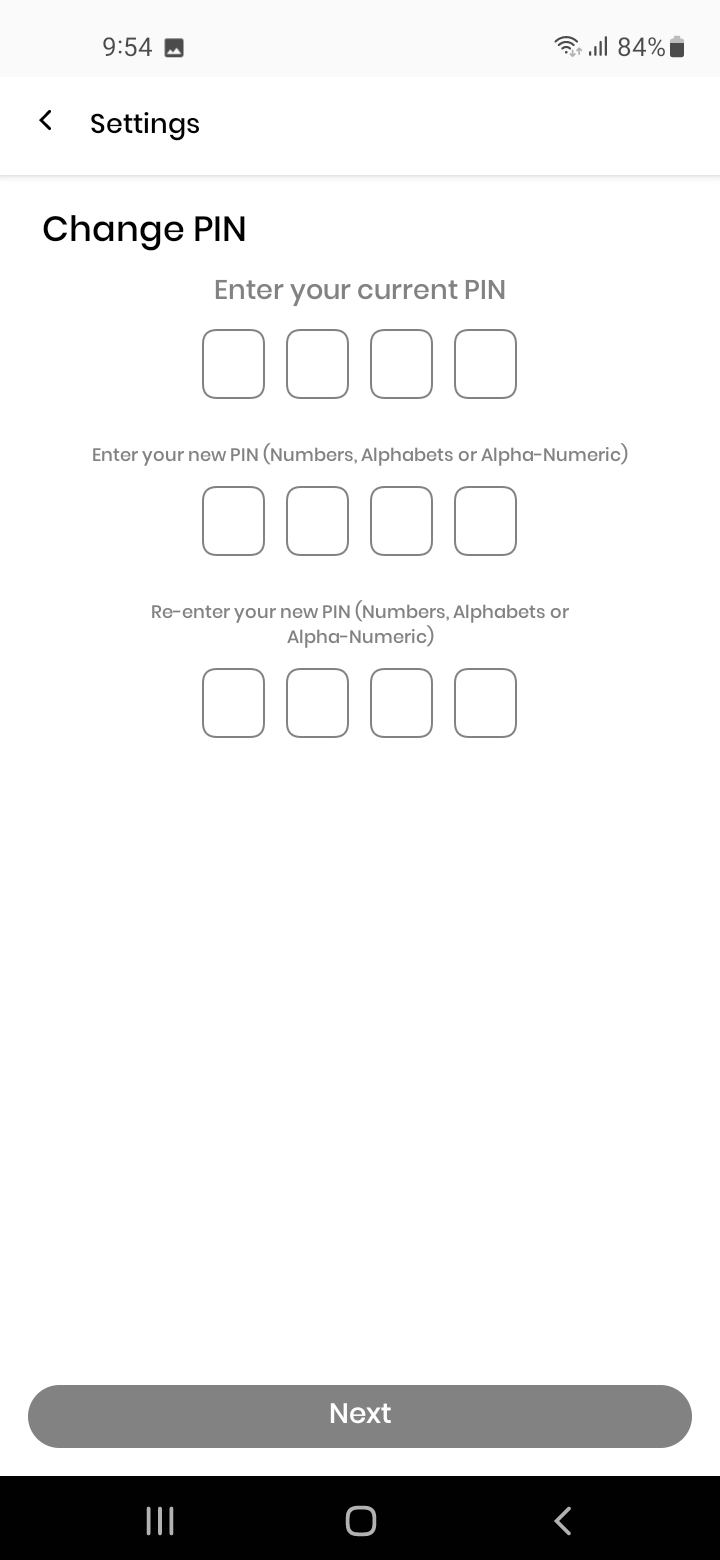 9:54
84%
Settings
Change PIN
Enter your current PIN
Enter your new PIN (Numbers, Alphabets or Alpha-Numeric)
Re-enter your new PIN (Numbers, Alphabets or
Alpha-Numeric)
Next